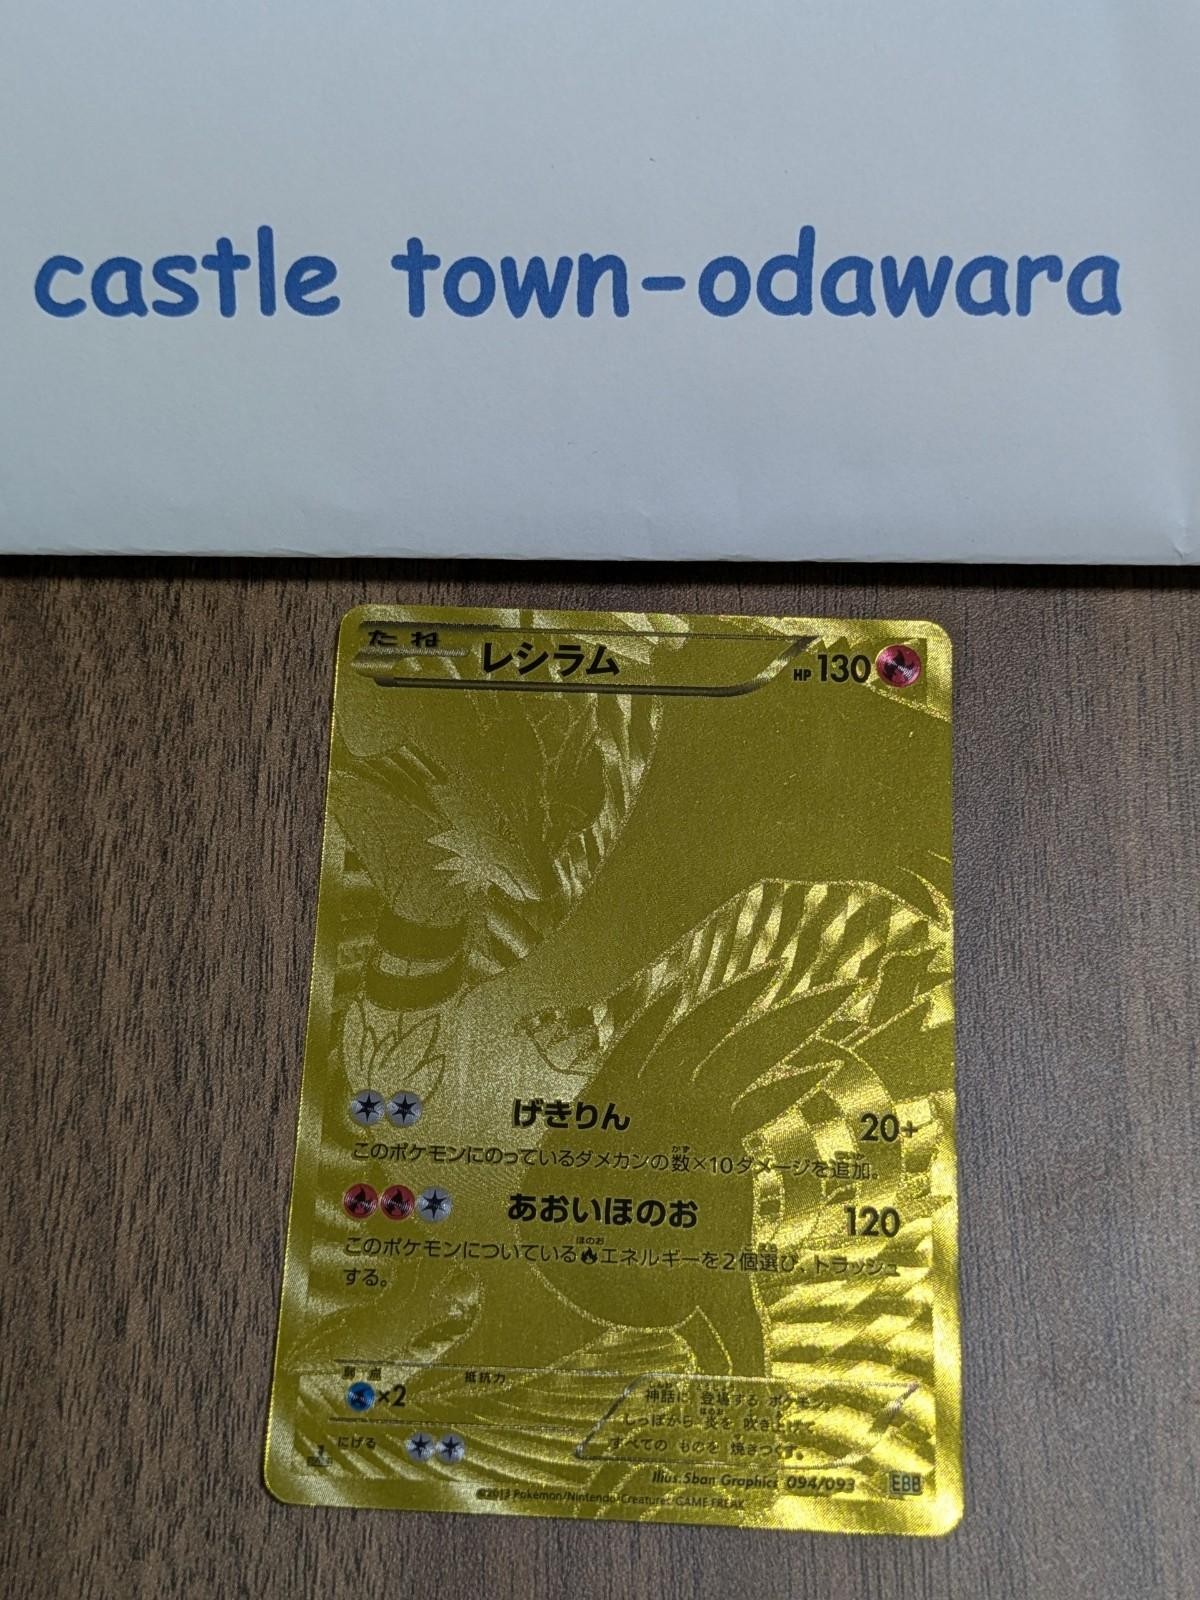 castle town-odawara
たね
レシラム
HP 130
げきりん 20+
このポケモンにのっているダメカンの数×10ダメージを追加。
あおいほのお 120
このポケモンについている エネルギーを2個選び、トラッシュ
する。
弱点 抵抗力
×2
にげる
神話に 登場する ポケモン。
しっぽから 炎を 吹き上げて
すべての ものを 焼きつくす。
Illus.5ban Graphics 094/093 EBB
©2013 Pokémon/Nintendo/Creatures/GAME FREAK